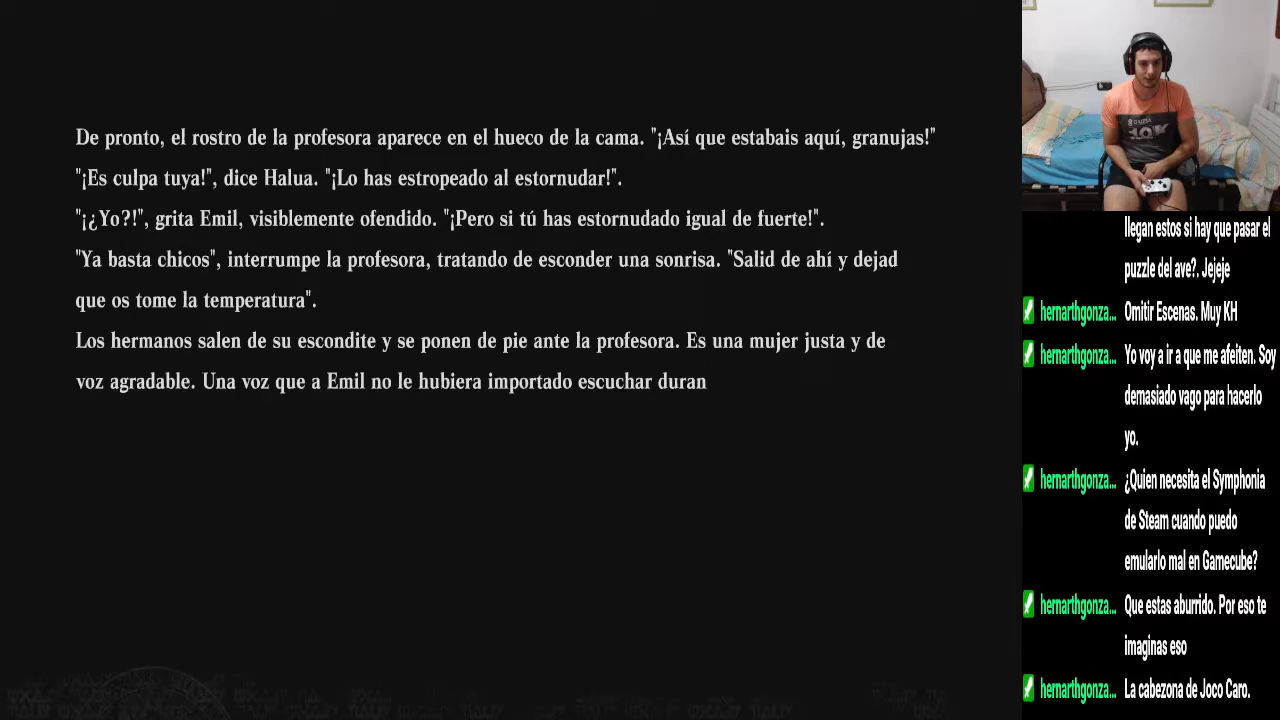 De pronto, el rostro de la profesora aparece en el hueco de la cama. "¡Así que estabais aquí, granujas!"
"¡Es culpa tuya!", dice Halua. "¡Lo has estropeado al estornudar!".
"¡¿Yo?!", grita Emil, visiblemente ofendido. "¡Pero si tú has estornudado igual de fuerte!".
"Ya basta chicos", interrumpe la profesora, tratando de esconder una sonrisa. "Salid de ahí y dejad
que os tome la temperatura".
Los hermanos salen de su escondite y se ponen de pie ante la profesora. Es una mujer justa y de
voz agradable. Una voz que a Emil no le hubiera importado escuchar duran
llegan estos si hay que pasar el
puzzle del ave?. Jejeje
hernarthgonza... Omitir Escenas. Muy KH
hernarthgonza... Yo voy a ir a que me afeiten. Soy
demasiado vago para hacerlo
yo.
hernarthgonza... ¿Quien necesita el Symphonia
de Steam cuando puedo
emularlo mal en Gamecube?
hernarthgonza... Que estas aburrido. Por eso te
imaginas eso
hernarthgonza... La cabezona de Joco Caro.